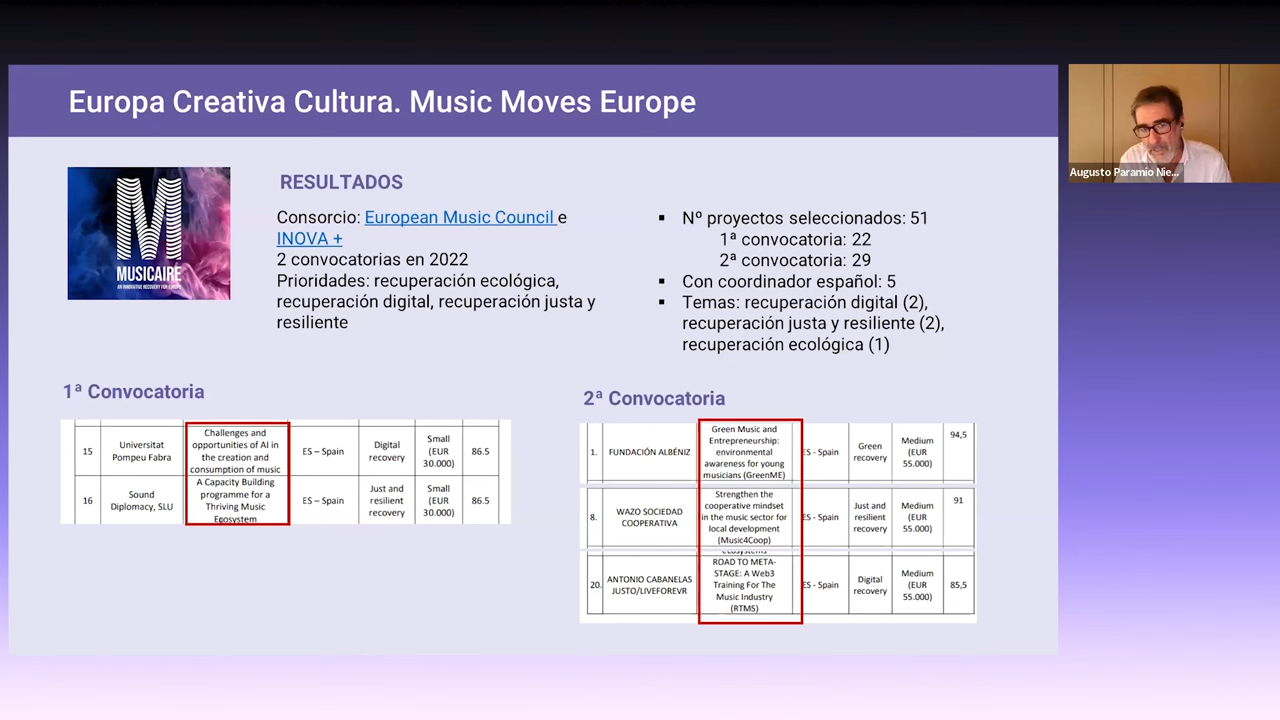 Europa Creativa Cultura. Music Moves Europe
Augusto Paramio Nie...
MUSICAIRE
AN INNOVATIVE RECOVERY FOR EUROPE
RESULTADOS
Consorcio: European Music Council e
INOVA +
2 convocatorias en 2022
Prioridades: recuperación ecológica,
recuperación digital, recuperación justa y
resiliente
▪ Nº proyectos seleccionados: 51
1ª convocatoria: 22
2ª convocatoria: 29
▪ Con coordinador español: 5
▪ Temas: recuperación digital (2),
recuperación justa y resiliente (2),
recuperación ecológica (1)
1ª Convocatoria
15
Universitat
Pompeu Fabra
Challenges and
opportunities of AI in
the creation and
consumption of music
ES – Spain
Digital
recovery
Small
(EUR
30.000)
86.5
16
Sound
Diplomacy, SLU
A Capacity Building
programme for a
Thriving Music
Ecosystem
ES – Spain
Just and
resilient
recovery
Small
(EUR
30.000)
86.5
2ª Convocatoria
1.
FUNDACIÓN ALBÉNIZ
Green Music and
Entrepreneurship:
environmental
awareness for young
musicians (GreenME)
ES - Spain
Green
recovery
Medium
(EUR
55.000)
94,5
8.
WAZO SOCIEDAD
COOPERATIVA
Strengthen the
cooperative mindset
in the music sector for
local development
(Music4Coop)
ES - Spain
Just and
resilient
recovery
Medium
(EUR
55.000)
91
20.
ANTONIO CABANELAS
JUSTO/LIVEFOREVR
ecosystems
ROAD TO META-
STAGE: A Web3
Training For The
Music Industry
(RTMS)
ES - Spain
Digital
recovery
Medium
(EUR
55.000)
85,5